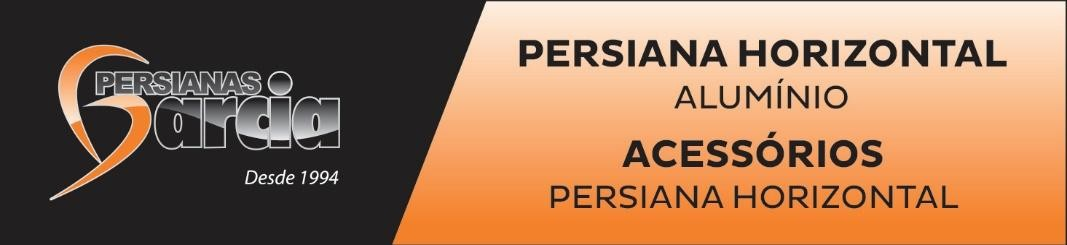 PERSIANAS
Garcia
Desde 1994
PERSIANA HORIZONTAL
ALUMÍNIO
ACESSÓRIOS
PERSIANA HORIZONTAL